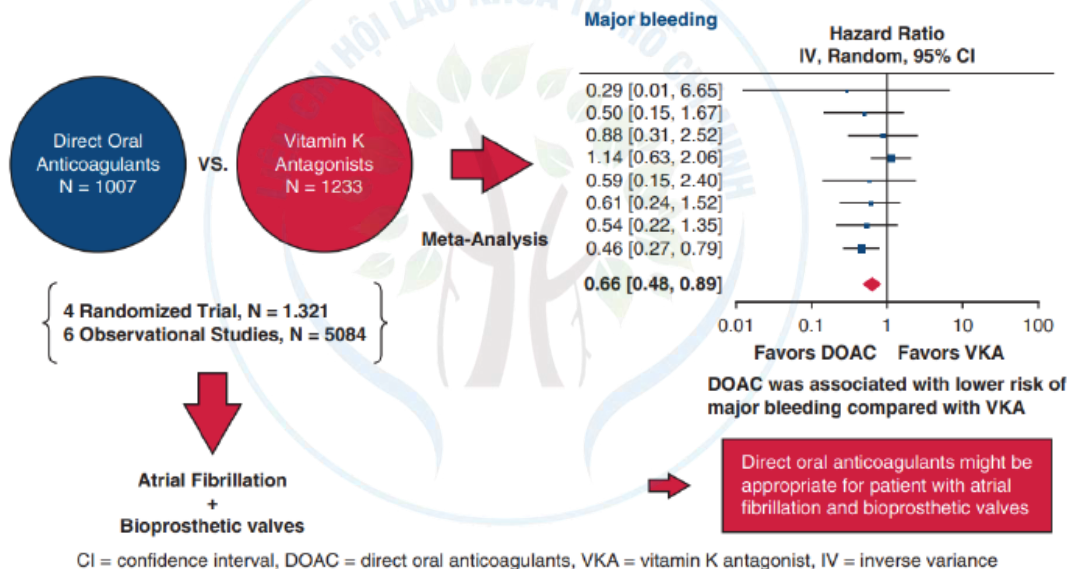 Major bleeding
Hazard Ratio
IV, Random, 95% CI
Direct Oral
Anticoagulants
N = 1007
VS.
Vitamin K
Antagonists
N = 1233
Meta-Analysis
0.29 [0.01, 6.65]
0.50 [0.15, 1.67]
0.88 [0.31, 2.52]
1.14 [0.63, 2.06]
0.59 [0.15, 2.40]
0.61 [0.24, 1.52]
0.54 [0.22, 1.35]
0.46 [0.27, 0.79]
0.66 [0.48, 0.89]
0.01 0.1 1 10 100
Favors DOAC Favors VKA
DOAC was associated with lower risk of
major bleeding compared with VKA
4 Randomized Trial, N = 1.321
6 Observational Studies, N = 5084
Atrial Fibrillation
+
Bioprosthetic valves
Direct oral anticoagulants might be
appropriate for patient with atrial
fibrillation and bioprosthetic valves
CI = confidence interval, DOAC = direct oral anticoagulants, VKA = vitamin K antagonist, IV = inverse variance
HỘI LÃO KHOA TP. HỒ CHÍ MINH